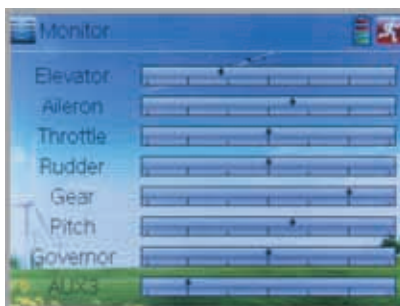 Monitor
Elevator
Aileron
Throttle
Rudder
Gear
Pitch
Governor
AUX3